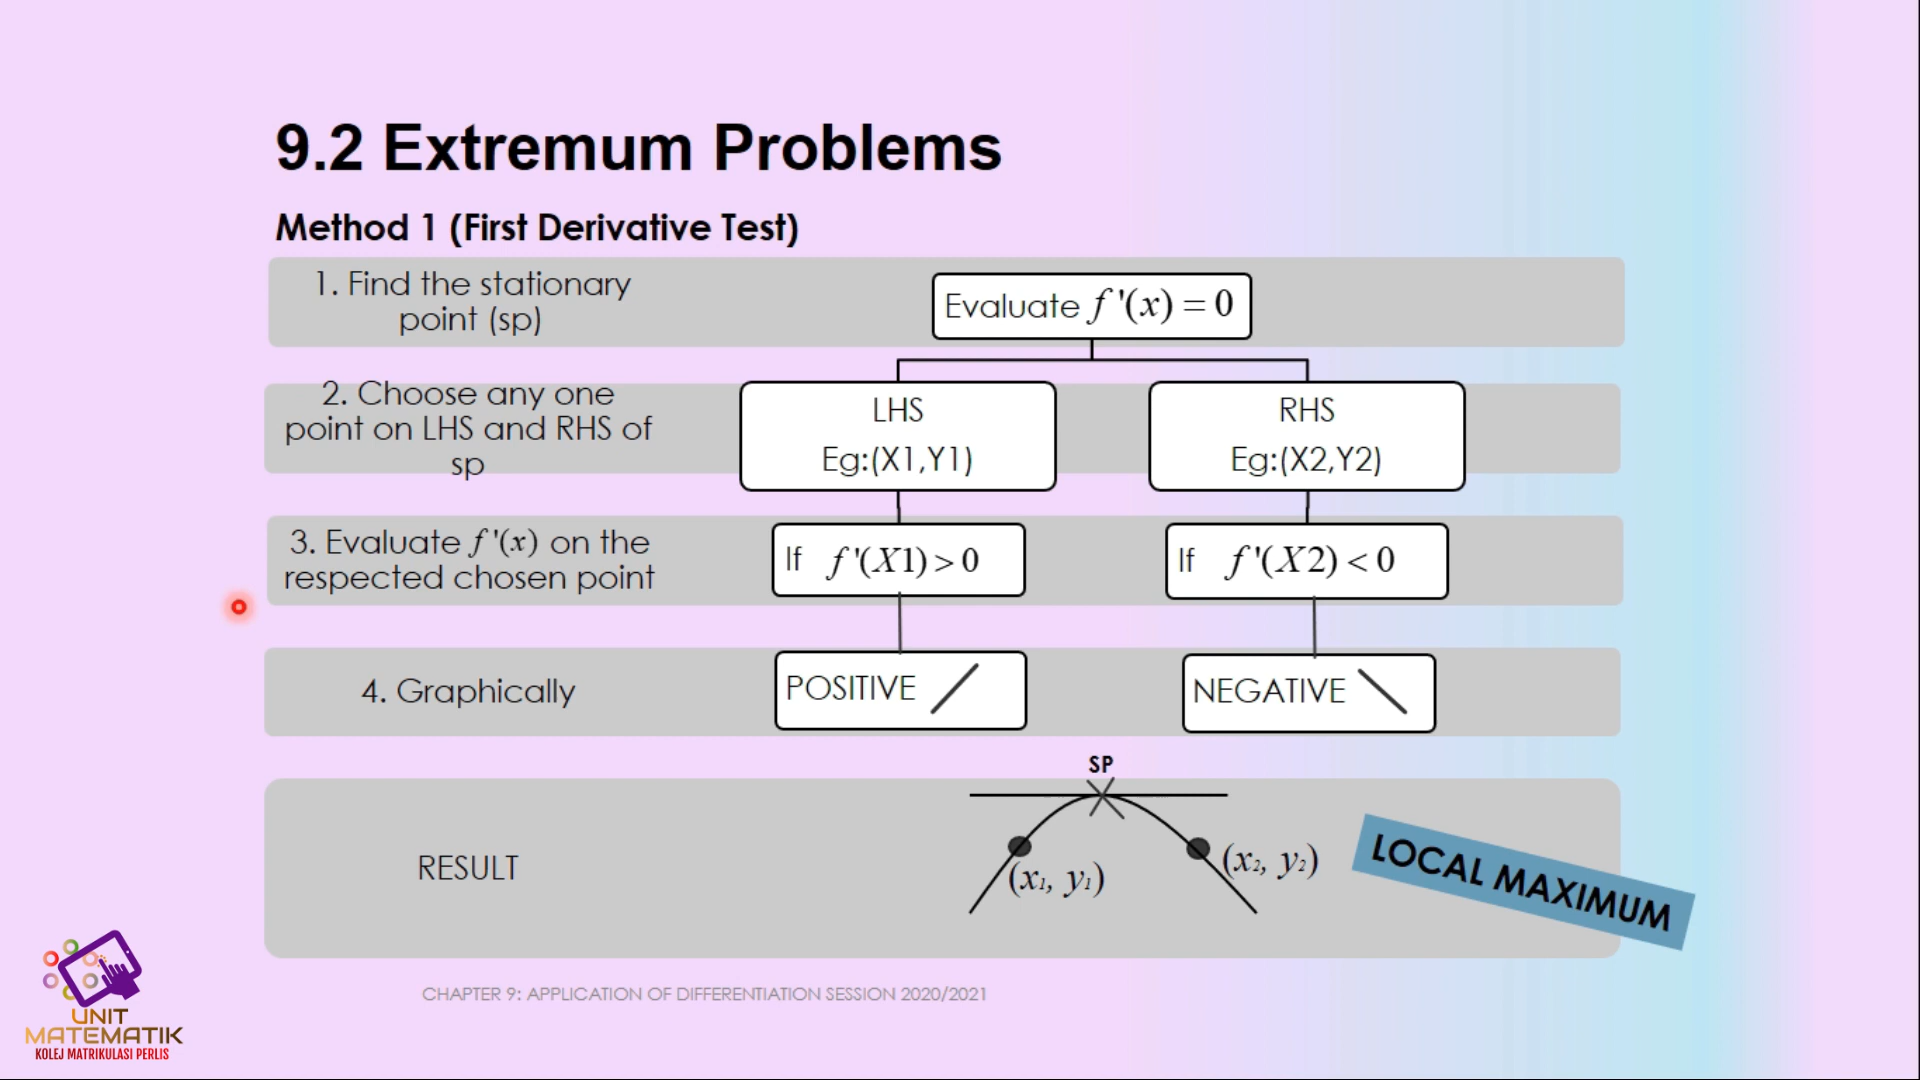 9.2 Extremum Problems
Method 1 (First Derivative Test)
1. Find the stationary
point (sp)
Evaluate f '(x) = 0
2. Choose any one
point on LHS and RHS of
sp
LHS
Eg:(X1,Y1)
RHS
Eg:(X2,Y2)
3. Evaluate f '(x) on the
respected chosen point
If f '(X1) > 0
If f '(X2) < 0
4. Graphically
POSITIVE
NEGATIVE
RESULT
SP
(x₁, y₁)
(x₂, y₂)
LOCAL MAXIMUM
CHAPTER 9: APPLICATION OF DIFFERENTIATION SESSION 2020/2021
UNIT
MATEMATIK
KOLEJ MATRIKULASI PERLIS